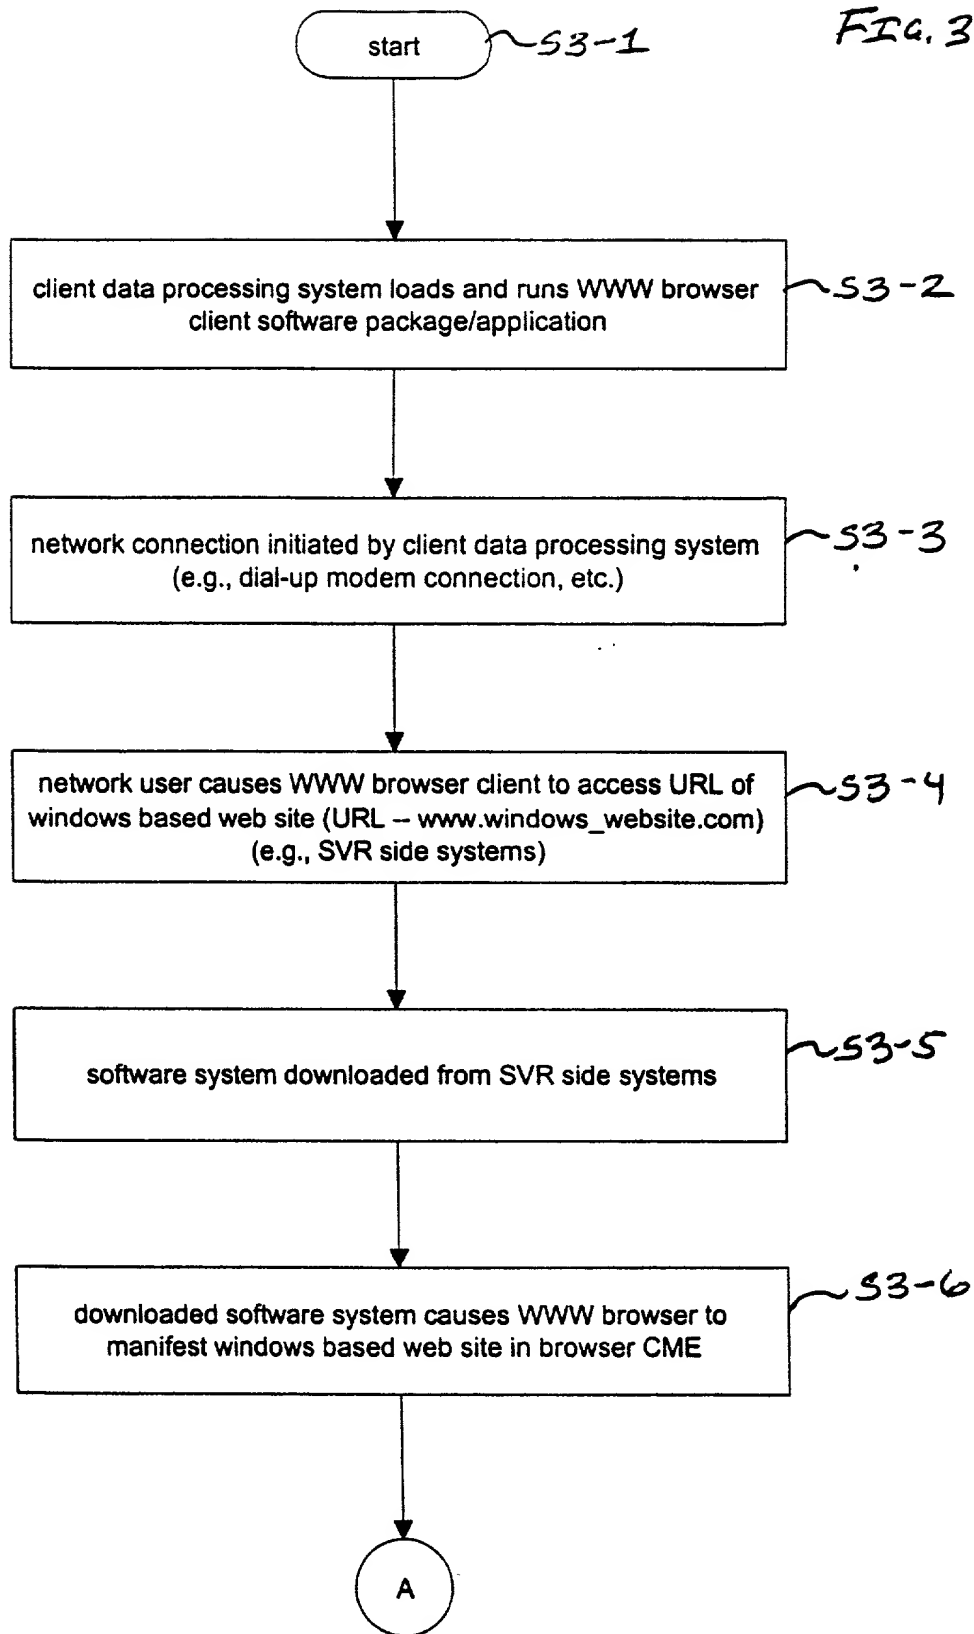 FIG. 3
start
S3-1
client data processing system loads and runs WWW browser
client software package/application
S3-2
network connection initiated by client data processing system
(e.g., dial-up modem connection, etc.)
S3-3
network user causes WWW browser client to access URL of
windows based web site (URL – www.windows_website.com)
(e.g., SVR side systems)
S3-4
software system downloaded from SVR side systems
S3-5
downloaded software system causes WWW browser to
manifest windows based web site in browser CME
S3-6
A